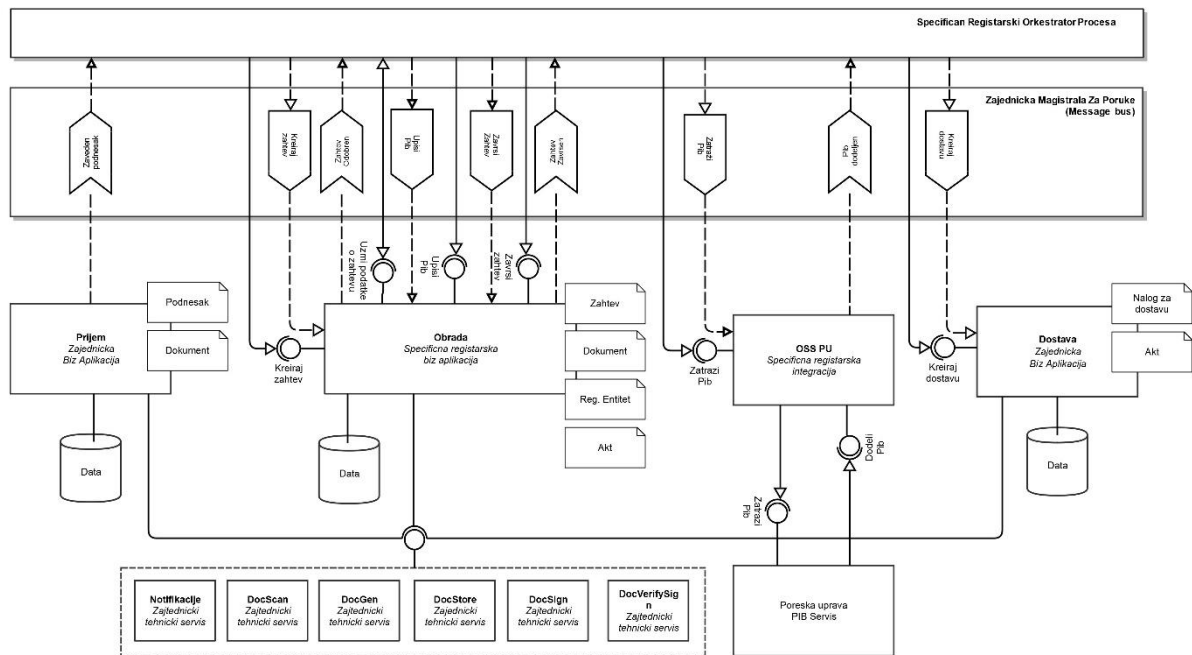 Specifican Registarski Orkestrator Procesa
Zajednicka Magistrala Za Poruke
(Message bus)
Zaveden
podnesak
Kreiraj
zahtev
Zahtev
Odobren
Upisi
Pib
Zavrsi
Zahtev
Zahtev
Zavrsen
Zatrazi
Pib
Pib
dodeljen
Kreiraj
dostavu
Uzmi podatke
o zahtevu
Upisi
Pib
Zavrsi
zahtev
Prijem
Zajednicka
Biz Aplikacija
Podnesak
Dokument
Kreiraj
zahtev
Obrada
Specificna registarska
biz aplikacija
Zahtev
Dokument
Reg. Entitet
Akt
Zatrazi
Pib
OSS PU
Specificna registarska
integracija
Kreiraj
dostavu
Dostava
Zajednicka
Biz Aplikacija
Nalog za
dostavu
Akt
Data
Data
Data
Zatrazi
Pib
Dodeli
Pib
Notifikacije
Zajtednicki
tehnicki servis
DocScan
Zajtednicki
tehnicki servis
DocGen
Zajtednicki
tehnicki servis
DocStore
Zajtednicki
tehnicki servis
DocSign
Zajtednicki
tehnicki servis
DocVerifySig
n
Zajtednicki
tehnicki servis
Poreska uprava
PIB Servis